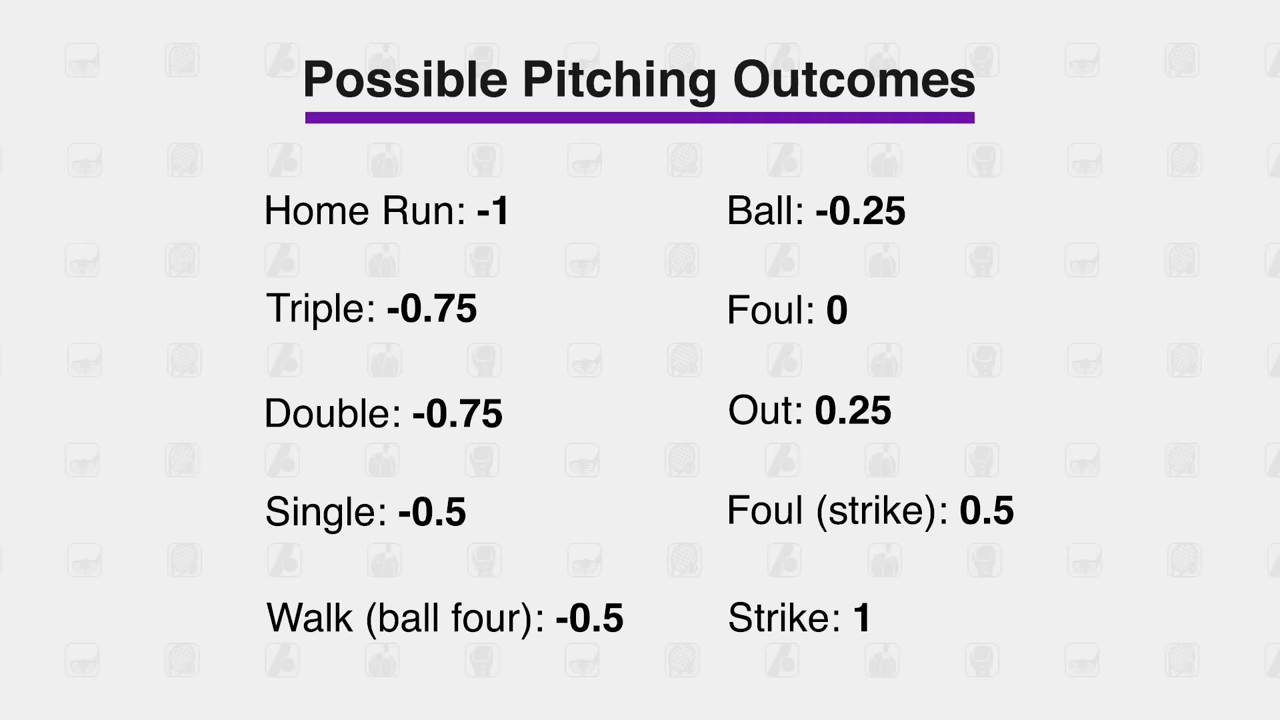 Possible Pitching Outcomes
Home Run: -1
Triple: -0.75
Double: -0.75
Single: -0.5
Walk (ball four): -0.5
Ball: -0.25
Foul: 0
Out: 0.25
Foul (strike): 0.5
Strike: 1